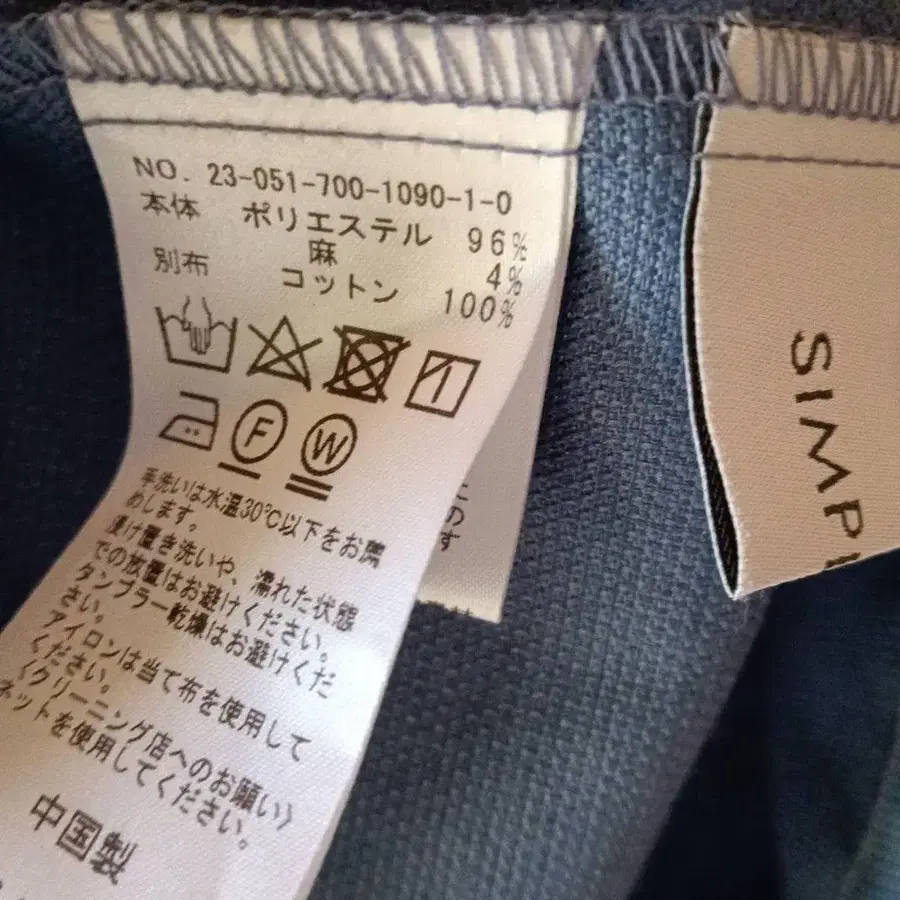 NO. 23-051-700-1090-1-0
本体 ポリエステル 96%
麻 4%
別布 コットン 100%
F W
手洗いは水温30℃以下をお薦
めします。
浸け置き洗いや、濡れた状態
での放置はお避けください。
タンブラー乾燥はお避けくだ
さい。
アイロンは当て布を使用して
ください。
〈クリーニング店へのお願い〉
ネットを使用してください。
中国製
に
の
す
SIMPL